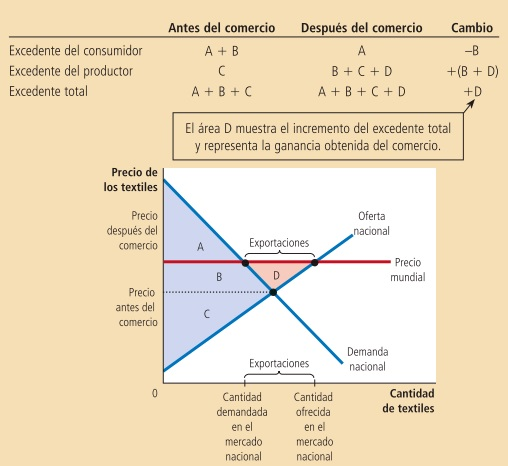 Antes del comercio Después del comercio Cambio
Excedente del consumidor A + B A –B
Excedente del productor C B + C + D +(B + D)
Excedente total A + B + C A + B + C + D +D
El área D muestra el incremento del excedente total
y representa la ganancia obtenida del comercio.
Precio de
los textiles
Precio
después del
comercio
Precio
antes del
comercio
A
B
C
D
Exportaciones
Oferta
nacional
Precio
mundial
Demanda
nacional
Exportaciones
0
Cantidad
demandada
en el
mercado
nacional
Cantidad
ofrecida
en el
mercado
nacional
Cantidad
de textiles